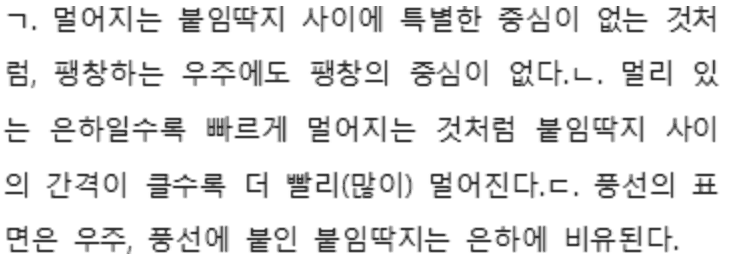 ㄱ. 멀어지는 붙임딱지 사이에 특별한 중심이 없는 것처
럼, 팽창하는 우주에도 팽창의 중심이 없다.ㄴ. 멀리 있
는 은하일수록 빠르게 멀어지는 것처럼 붙임딱지 사이
의 간격이 클수록 더 빨리(많이) 멀어진다.ㄷ. 풍선의 표
면은 우주, 풍선에 붙인 붙임딱지는 은하에 비유된다.